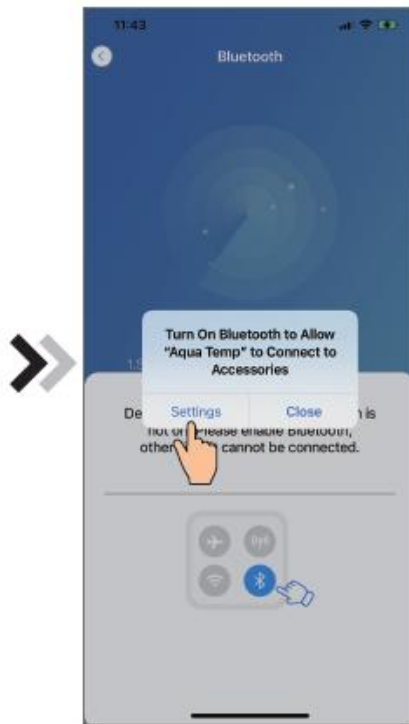 11:43
Bluetooth
Turn On Bluetooth to Allow
“Aqua Temp” to Connect to
Accessories
Settings
Close
De
is
not on. Please enable Bluetooth,
other
cannot be connected.